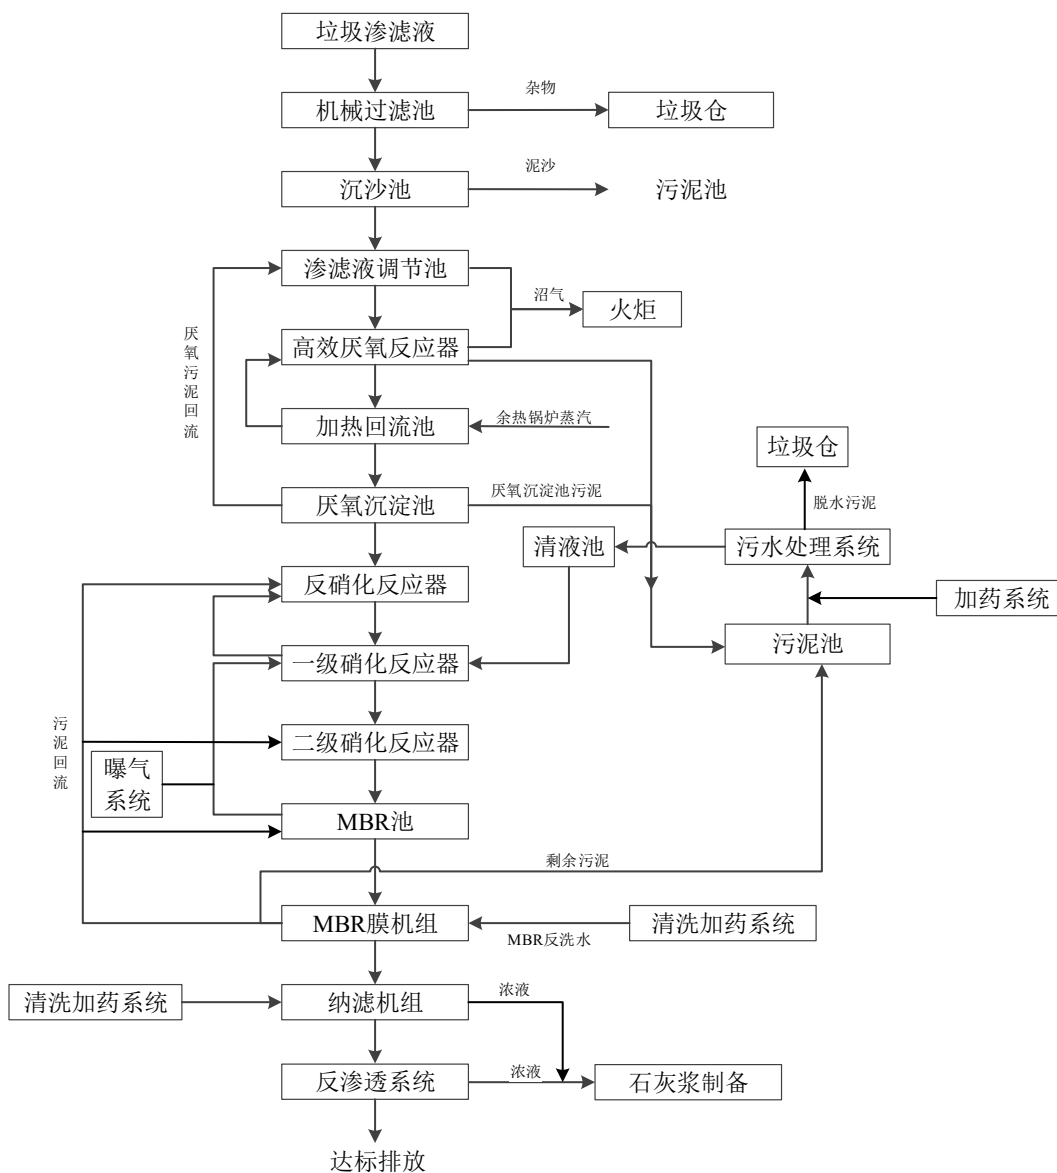 垃圾渗滤液
杂物
机械过滤池
垃圾仓
泥沙
沉沙池
污泥池
渗滤液调节池
沼气
火炬
厌氧污泥回流
高效厌氧反应器
加热回流池
余热锅炉蒸汽
垃圾仓
厌氧沉淀池
厌氧沉淀池污泥
脱水污泥
清液池
污水处理系统
反硝化反应器
加药系统
污泥池
一级硝化反应器
污泥回流
二级硝化反应器
曝气
系统
MBR池
剩余污泥
MBR膜机组
清洗加药系统
MBR反洗水
清洗加药系统
纳滤机组
浓液
反渗透系统
浓液
石灰浆制备
达标排放